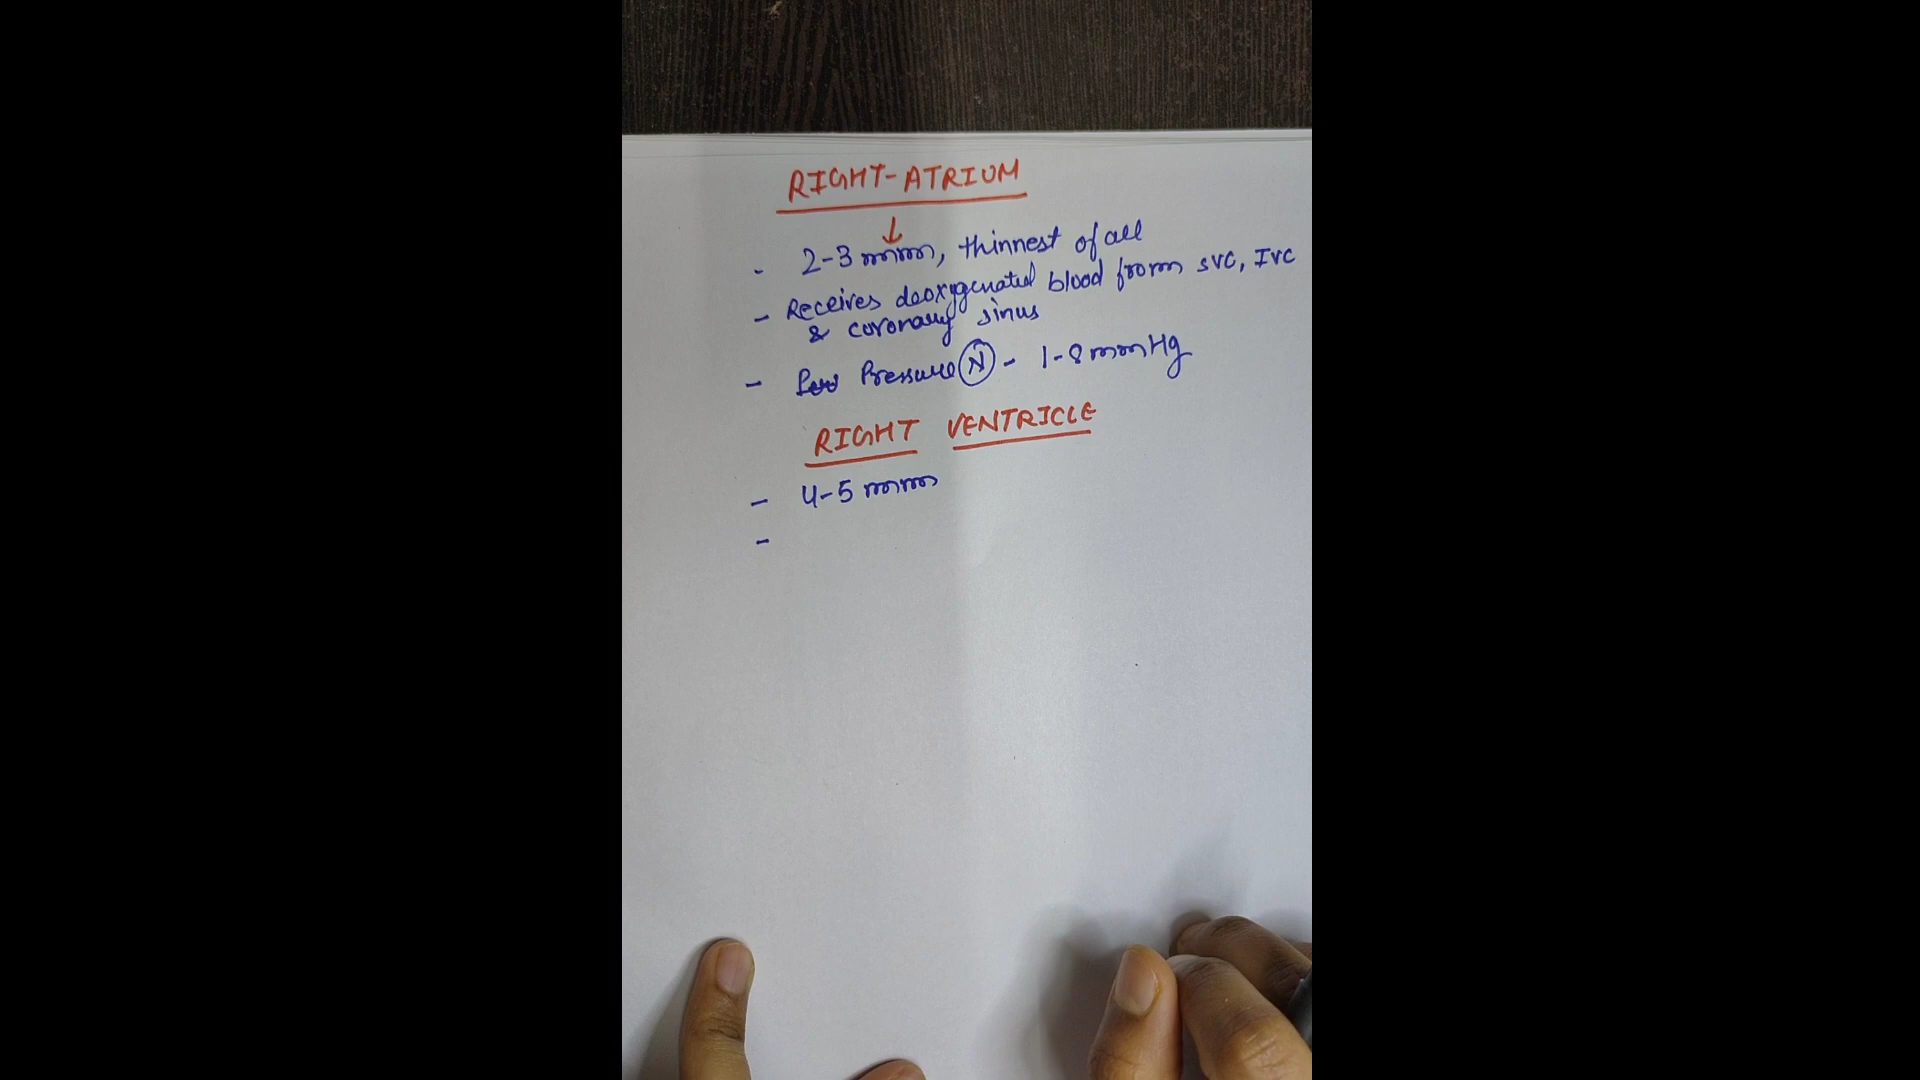 RIGHT-ATRIUM
↓
- 2-3 mm, thinnest of all
- Receives deoxygenated blood from SVC, IVC
& coronary sinus
- Pressure Ⓝ - 1-8 mmHg
RIGHT VENTRICLE
- 4-5 mm
-